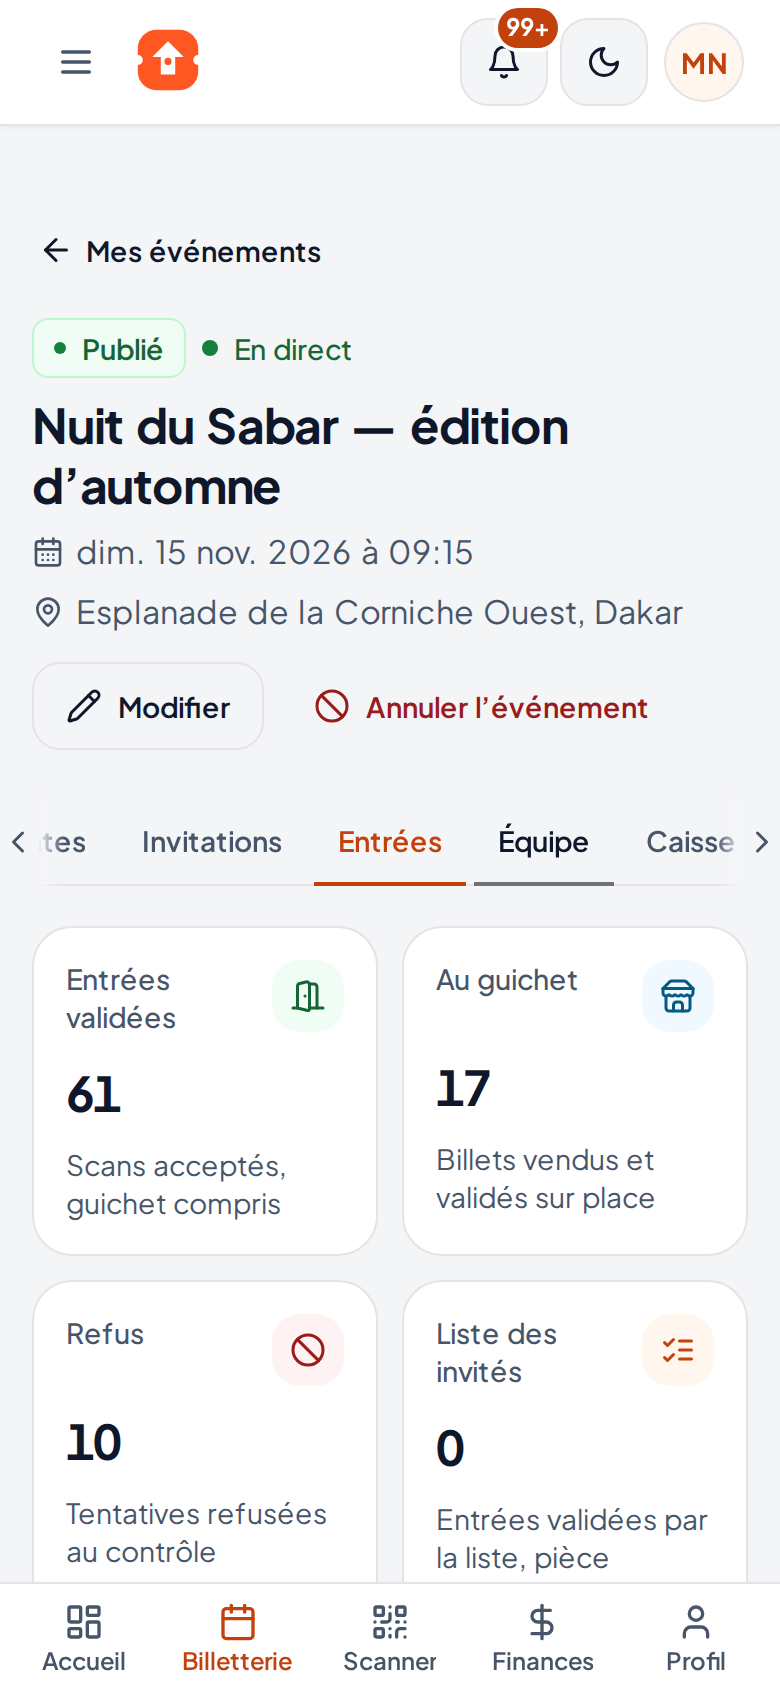 99+
MN
Mes événements
Publié
En direct
Nuit du Sabar — édition
d’automne
dim. 15 nov. 2026 à 09:15
Esplanade de la Corniche Ouest, Dakar
Modifier
Annuler l’événement
tes
Invitations
Entrées
Équipe
Caisse
Entrées
validées
61
Scans acceptés,
guichet compris
Au guichet
17
Billets vendus et
validés sur place
Refus
10
Tentatives refusées
au contrôle
Liste des
invités
0
Entrées validées par
la liste, pièce
Accueil
Billetterie
Scanner
Finances
Profil